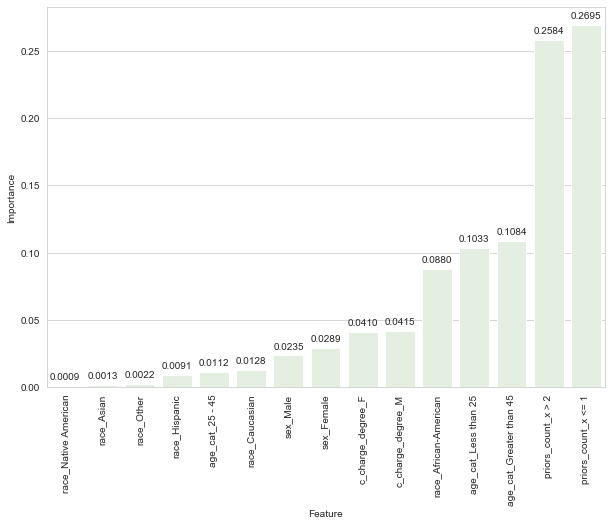 0.2695
0.2584
0.25
0.20
0.15
0.1084
0.1033
0.10
0.0880
0.05
0.0415
0.0410
0.0289
0.0235
0.0128
0.0112
0.0091
0.0022
0.0013
0.0009
0.00
Importance
race_Native American
race_Asian
race_Other
race_Hispanic
age_cat_25 - 45
race_Caucasian
sex_Male
sex_Female
c_charge_degree_F
c_charge_degree_M
race_African-American
age_cat_Less than 25
age_cat_Greater than 45
priors_count_x > 2
priors_count_x <= 1
Feature